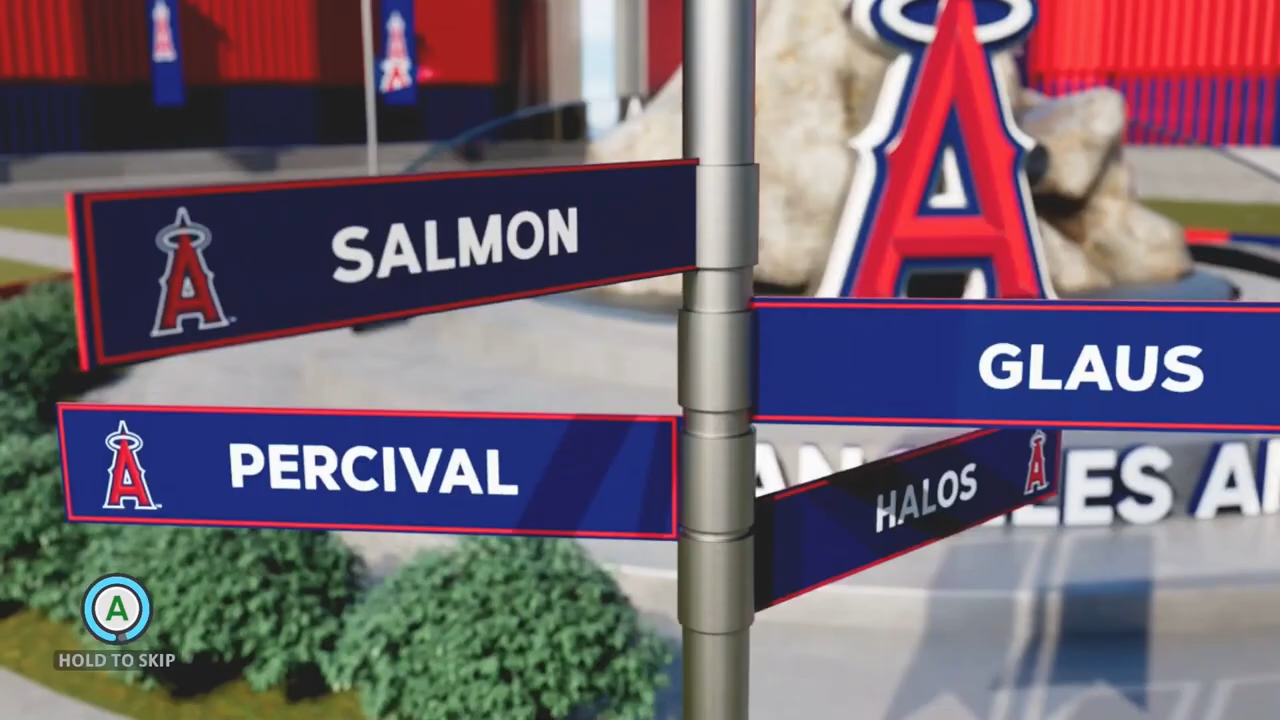 SALMON
GLAUS
PERCIVAL
HALOS
A
HOLD TO SKIP